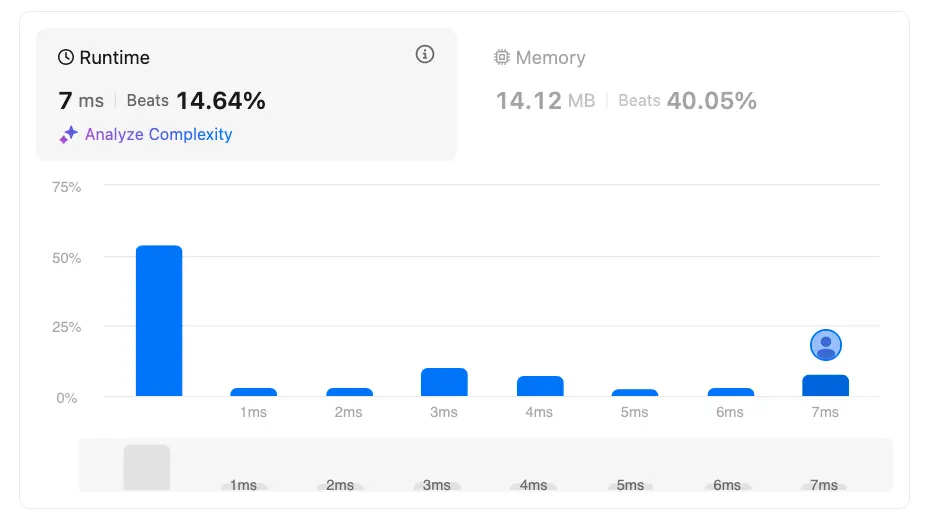 Runtime
7 ms | Beats 14.64%
Analyze Complexity
Memory
14.12 MB | Beats 40.05%
75%
50%
25%
0%
1ms 2ms 3ms 4ms 5ms 6ms 7ms
1ms 2ms 3ms 4ms 5ms 6ms 7ms